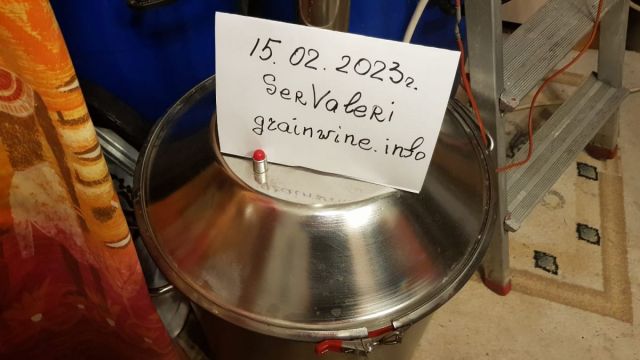 15. 02. 2023г.
SerValeri
grainwine.info